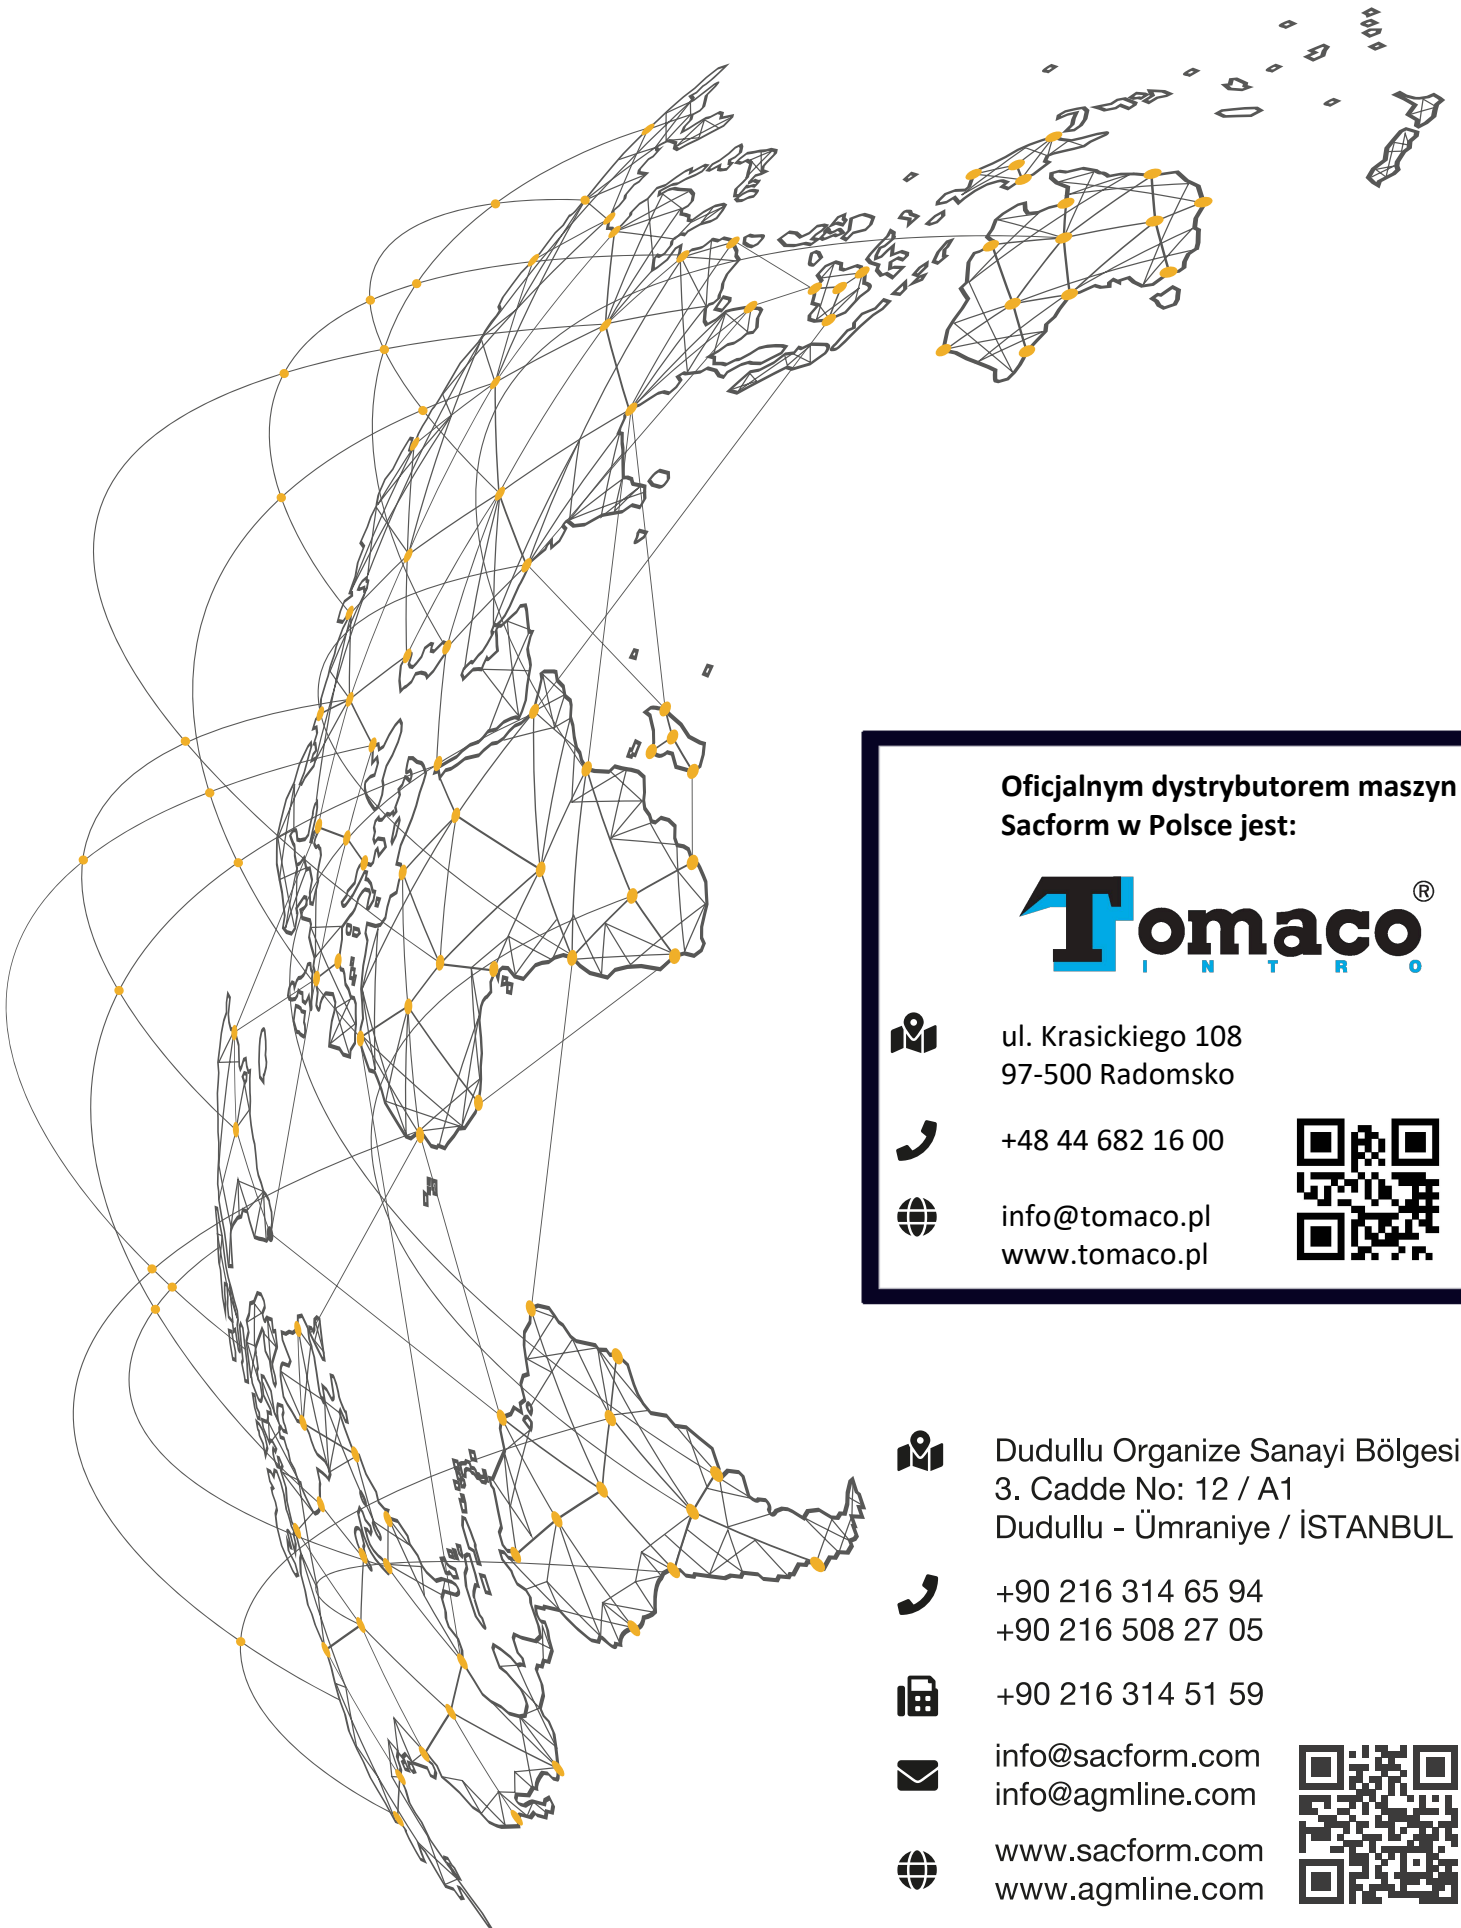 Oficjalnym dystrybutorem maszyn
Sacform w Polsce jest:
Tomaco®
INTRO
ul. Krasickiego 108
97-500 Radomsko
+48 44 682 16 00
info@tomaco.pl
www.tomaco.pl
Dudullu Organize Sanayi Bölgesi
3. Cadde No: 12 / A1
Dudullu - Ümraniye / İSTANBUL
+90 216 314 65 94
+90 216 508 27 05
+90 216 314 51 59
info@sacform.com
info@agmline.com
www.sacform.com
www.agmline.com